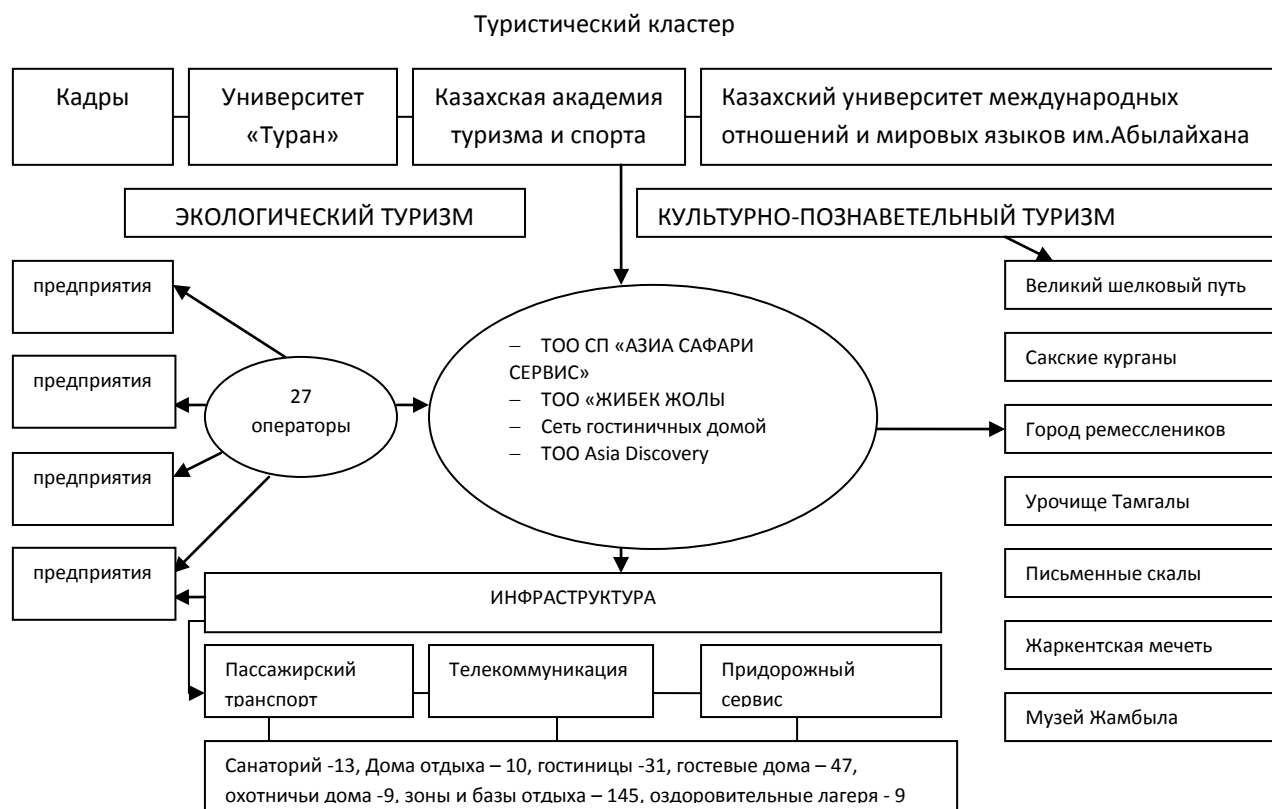 Туристический кластер
Кадры
Университет
«Туран»
Казахская академия
туризма и спорта
Казахский университет международных
отношений и мировых языков им.Абылайхана
ЭКОЛОГИЧЕСКИЙ ТУРИЗМ
КУЛЬТУРНО-ПОЗНАВЕТЕЛЬНЫЙ ТУРИЗМ
предприятия
предприятия
предприятия
предприятия
27
операторы
– ТОО СП «АЗИА САФАРИ
СЕРВИС»
– ТОО «ЖИБЕК ЖОЛЫ
– Сеть гостиничных домой
– ТОО Asia Discovery
Великий шелковый путь
Сакские курганы
Город ремесслеников
Урочище Тамгалы
Письменные скалы
Жаркентская мечеть
Музей Жамбыла
ИНФРАСТРУКТУРА
Пассажирский
транспорт
Телекоммуникация
Придорожный
сервис
Санаторий -13, Дома отдыха – 10, гостиницы -31, гостевые дома – 47,
охотничьи дома -9, зоны и базы отдыха – 145, оздоровительные лагеря - 9